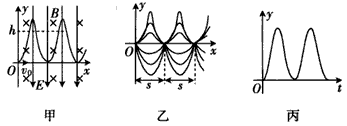 y B
h
O v₀ E x
y
O x
s s
y
O t
甲 乙 丙